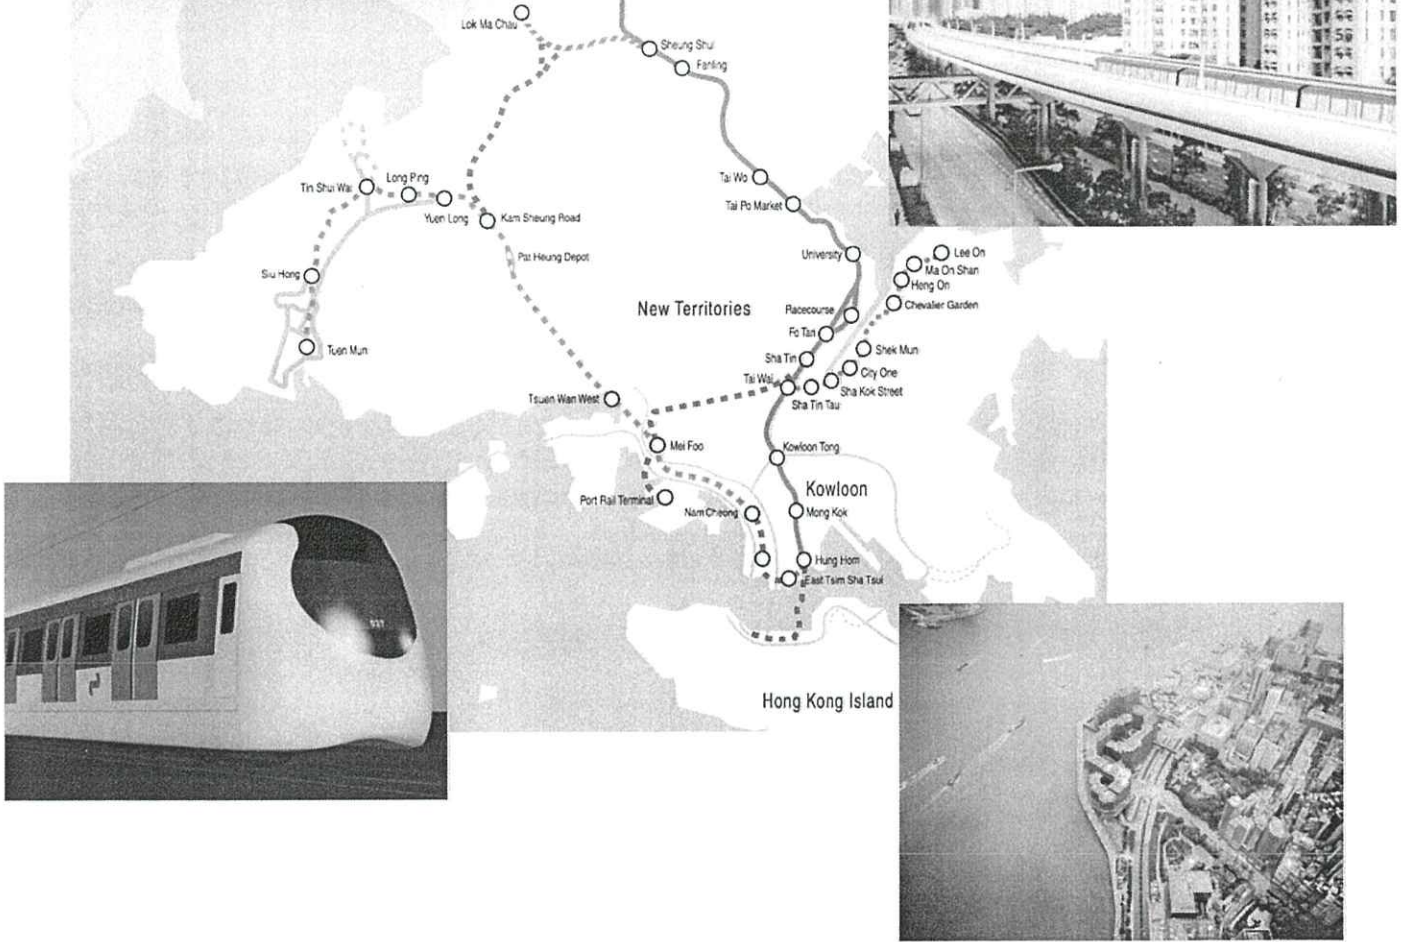 Lok Ma Chau
Sheung Shui
Fanling
Tai Wo
Tai Po Market
Long Ping
Tin Shui Wai
Yuen Long
Kam Sheung Road
Pat Heung Depot
University
Lee On
Ma On Shan
Heng On
Chevalier Garden
Siu Hong
New Territories
Racecourse
Fo Tan
Tuen Mun
Sha Tin
Shek Mun
Tai Wai
City One
Sha Kok Street
Sha Tin Tau
Tsuen Wan West
Mei Foo
Kowloon Tong
Port Rail Terminal
Kowloon
Nam Cheong
Mong Kok
Hung Hom
East Tsim Sha Tsui
Hong Kong Island